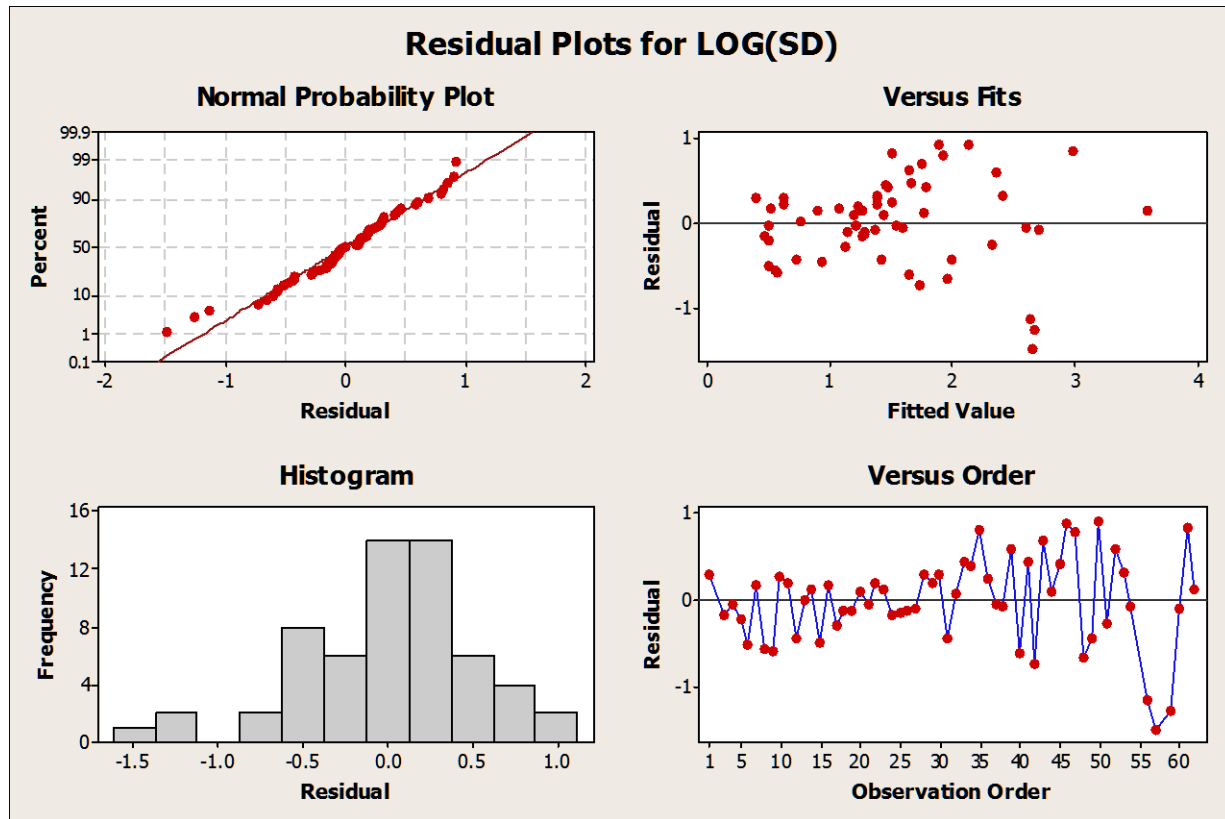 Residual Plots for LOG(SD)
Normal Probability Plot
Percent
99.9
99
90
50
10
1
0.1
-2 -1 0 1 2
Residual
Versus Fits
Residual
1
0
-1
0 1 2 3 4
Fitted Value
Histogram
Frequency
16
12
8
4
0
-1.5 -1.0 -0.5 0.0 0.5 1.0
Residual
Versus Order
Residual
1
0
-1
1 5 10 15 20 25 30 35 40 45 50 55 60
Observation Order